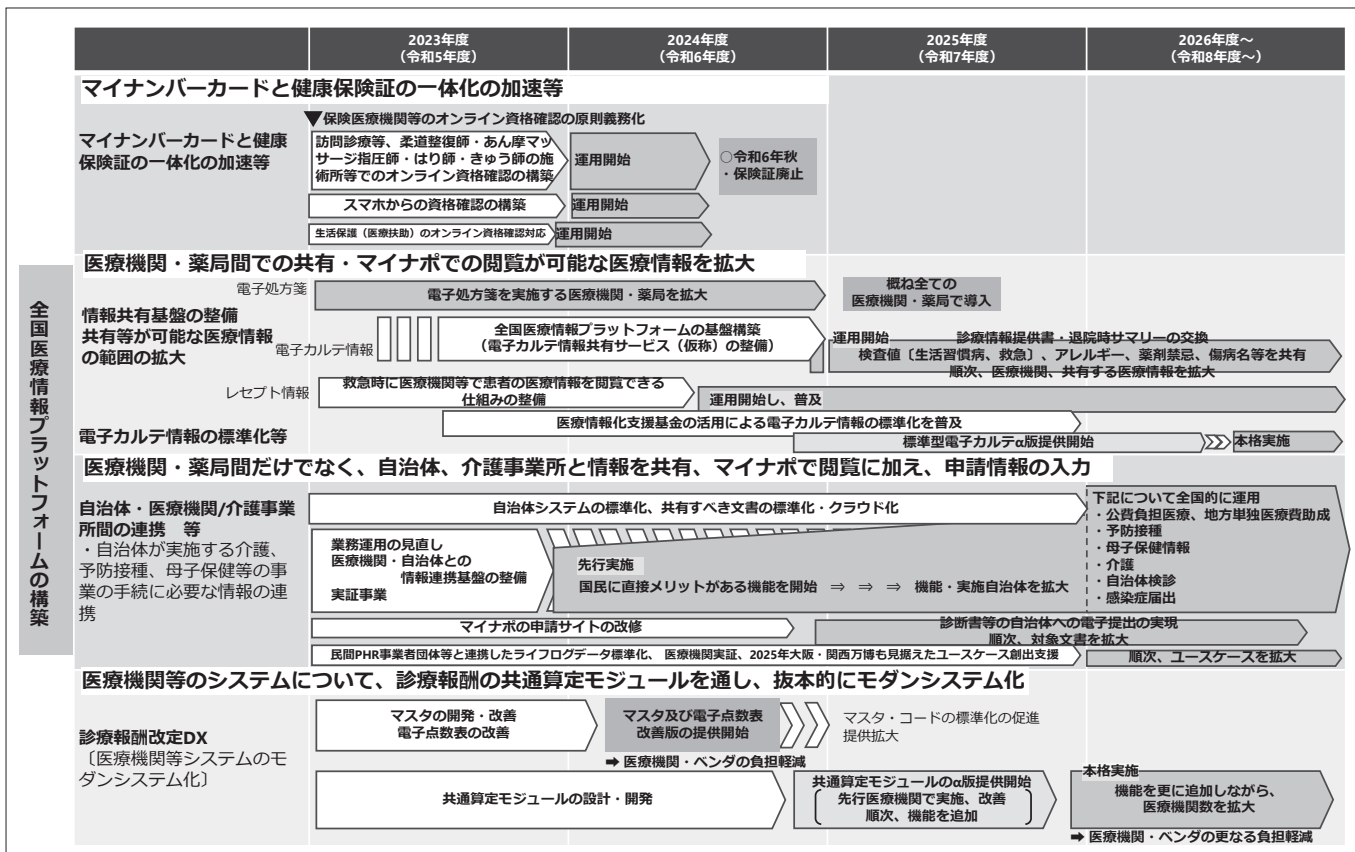 2023年度
（令和5年度）
2024年度
（令和6年度）
2025年度
（令和7年度）
2026年度～
（令和8年度～）
全国医療情報プラットフォームの構築
マイナンバーカードと健康保険証の一体化の加速等
マイナンバーカードと健康
保険証の一体化の加速等
▼保険医療機関等のオンライン資格確認の原則義務化
訪問診療等、柔道整復師・あん摩マッ
サージ指圧師・はり師・きゅう師の施
術所等でのオンライン資格確認の構築
運用開始
○令和6年秋
・保険証廃止
スマホからの資格確認の構築
運用開始
生活保護（医療扶助）のオンライン資格確認対応
運用開始
医療機関・薬局間での共有・マイナポでの閲覧が可能な医療情報を拡大
情報共有基盤の整備
共有等が可能な医療情報
の範囲の拡大
電子処方箋
電子処方箋を実施する医療機関・薬局を拡大
概ね全ての
医療機関・薬局で導入
電子カルテ情報
全国医療情報プラットフォームの基盤構築
（電子カルテ情報共有サービス（仮称）の整備）
運用開始
診療情報提供書・退院時サマリーの交換
検査値〔生活習慣病、救急〕、アレルギー、薬剤禁忌、傷病名等を共有
順次、医療機関、共有する医療情報を拡大
レセプト情報
救急時に医療機関等で患者の医療情報を閲覧できる
仕組みの整備
運用開始し、普及
電子カルテ情報の標準化等
医療情報化支援基金の活用による電子カルテ情報の標準化を普及
標準型電子カルテα版提供開始
本格実施
医療機関・薬局間だけでなく、自治体、介護事業所と情報を共有、マイナポで閲覧に加え、申請情報の入力
自治体・医療機関/介護事業
所間の連携　等
・自治体が実施する介護、
予防接種、母子保健等の事
業の手続に必要な情報の連
携
自治体システムの標準化、共有すべき文書の標準化・クラウド化
業務運用の見直し
医療機関・自治体との
情報連携基盤の整備
実証事業
先行実施
国民に直接メリットがある機能を開始　⇒　⇒　⇒　機能・実施自治体を拡大
下記について全国的に運用
・公費負担医療、地方単独医療費助成
・予防接種
・母子保健情報
・介護
・自治体検診
・感染症届出
マイナポの申請サイトの改修
診断書等の自治体への電子提出の実現
順次、対象文書を拡大
民間PHR事業者団体等と連携したライフログデータ標準化、 医療機関実証、2025年大阪・関西万博も見据えたユースケース創出支援
順次、ユースケースを拡大
医療機関等のシステムについて、診療報酬の共通算定モジュールを通し、抜本的にモダンシステム化
診療報酬改定DX
〔医療機関等システムのモ
ダンシステム化〕
マスタの開発・改善
電子点数表の改善
マスタ及び電子点数表
改善版の提供開始
マスタ・コードの標準化の促進
提供拡大
➡ 医療機関・ベンダの負担軽減
共通算定モジュールの設計・開発
共通算定モジュールのα版提供開始
先行医療機関で実施、改善
順次、機能を追加
本格実施
機能を更に追加しながら、
医療機関数を拡大
➡ 医療機関・ベンダの更なる負担軽減